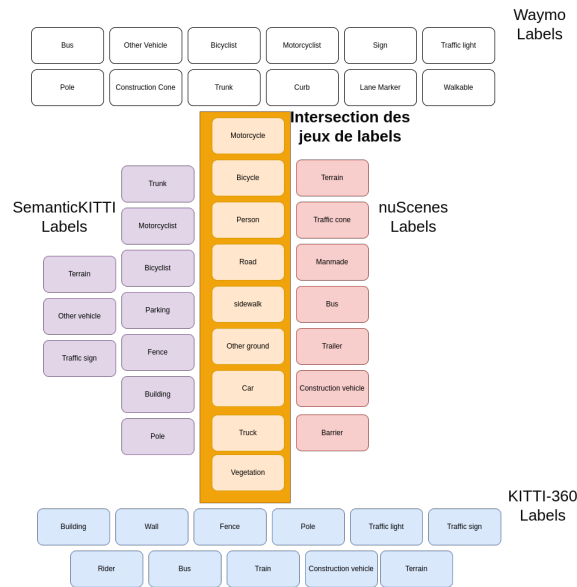 Waymo
Labels
Bus
Other Vehicle
Bicyclist
Motorcyclist
Sign
Traffic light
Pole
Construction Cone
Trunk
Curb
Lane Marker
Walkable
Intersection des
jeux de labels
Motorcycle
Bicycle
Person
Road
sidewalk
Other ground
Car
Truck
Vegetation
SemanticKITTI
Labels
Trunk
Motorcyclist
Bicyclist
Parking
Fence
Building
Pole
Terrain
Other vehicle
Traffic sign
nuScenes
Labels
Terrain
Traffic cone
Manmade
Bus
Trailer
Construction vehicle
Barrier
KITTI-360
Labels
Building
Wall
Fence
Pole
Traffic light
Traffic sign
Rider
Bus
Train
Construction vehicle
Terrain